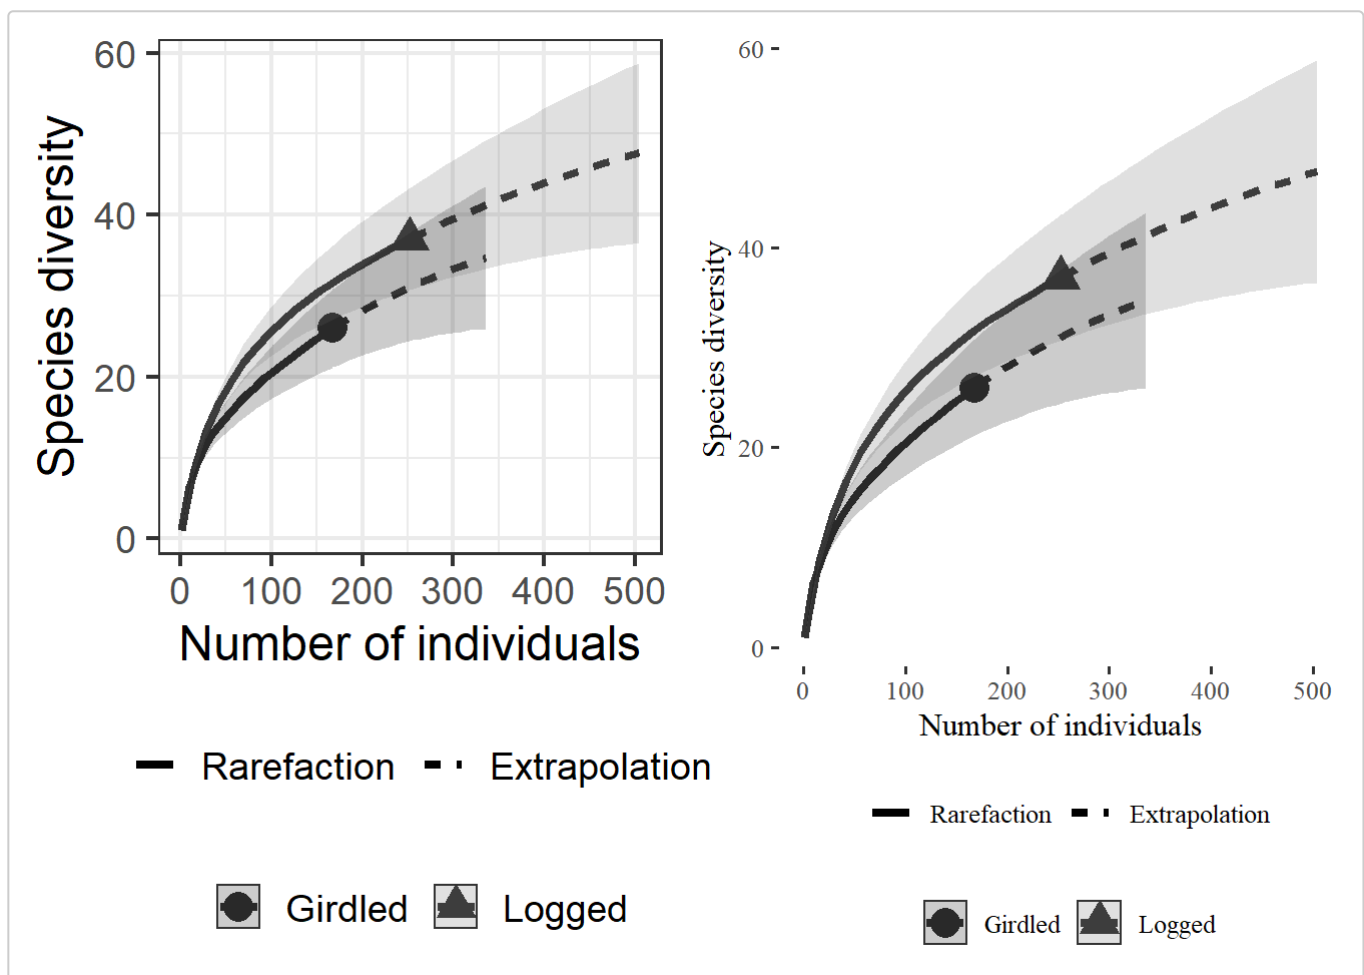 60
40
20
0
Species diversity
0 100 200 300 400 500
Number of individuals
Rarefaction Extrapolation
Girdled Logged
60
40
20
0
Species diversity
0 100 200 300 400 500
Number of individuals
Rarefaction Extrapolation
Girdled Logged